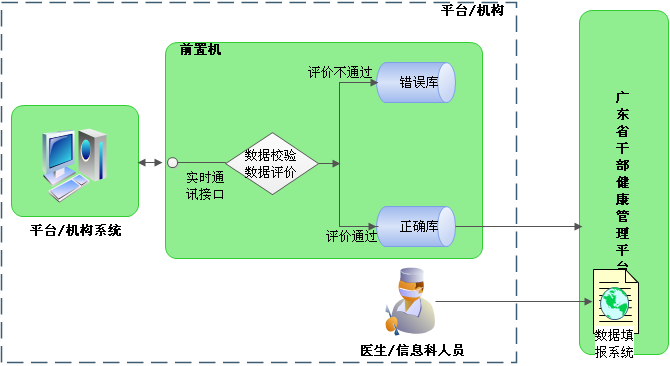 平台/机构
前置机
评价不通过
错误库
数据校验
数据评价
实时通
讯接口
平台/机构系统
评价通过
正确库
广东省干部健康管理平台
数据填
报系统
医生/信息科人员